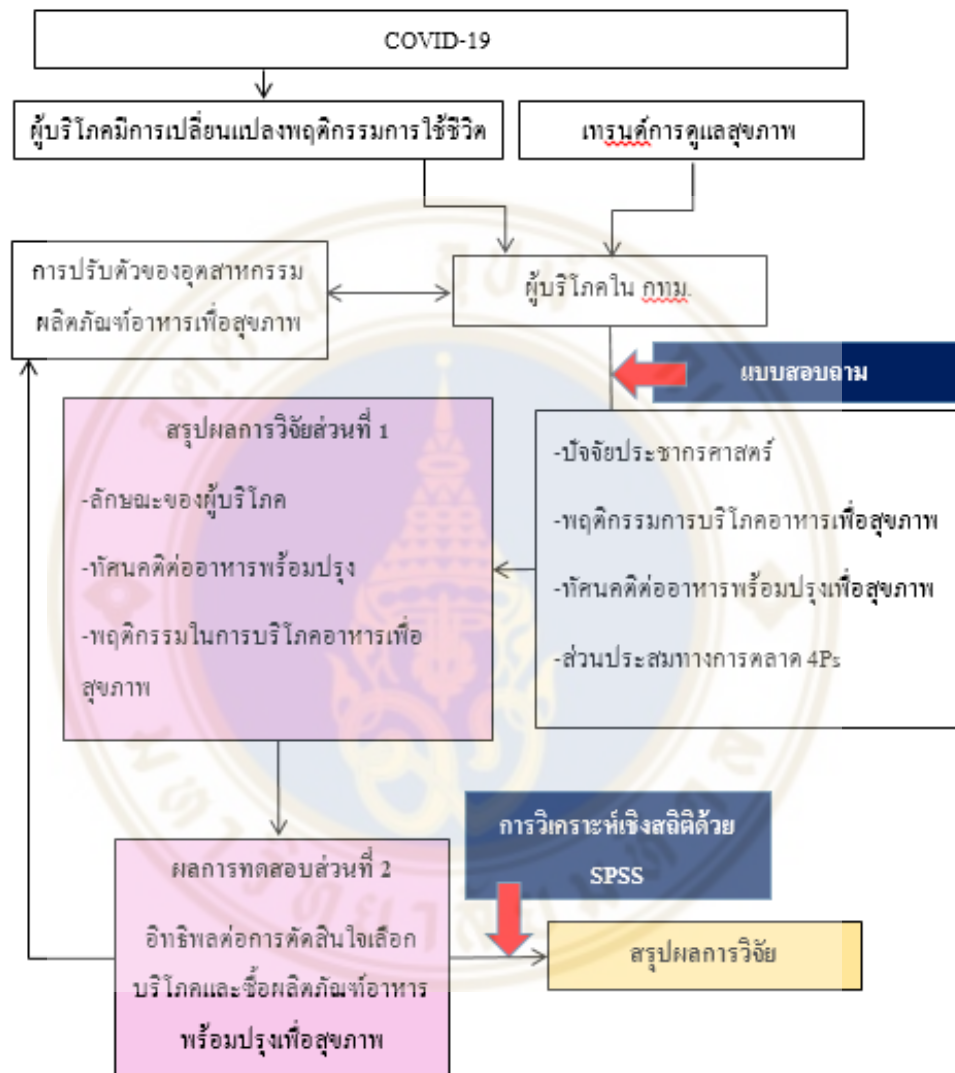 COVID-19
ผู้บริโภคมีการเปลี่ยนแปลงพฤติกรรมการใช้ชีวิต
เทรนด์การดูแลสุขภาพ
การปรับตัวของอุตสาหกรรม
ผลิตภัณฑ์อาหารเพื่อสุขภาพ
ผู้บริโภคใน กทม.
แบบสอบถาม
สรุปผลการวิจัยส่วนที่ 1
-ลักษณะของผู้บริโภค
-ทัศนคติต่ออาหารพร้อมปรุง
-พฤติกรรมในการบริโภคอาหารเพื่อ
สุขภาพ
-ปัจจัยประชากรศาสตร์
-พฤติกรรมการบริโภคอาหารเพื่อสุขภาพ
-ทัศนคติต่ออาหารพร้อมปรุงเพื่อสุขภาพ
-ส่วนประสมทางการตลาด 4Ps
การวิเคราะห์เชิงสถิติด้วย
SPSS
ผลการทดสอบส่วนที่ 2
อิทธิพลต่อการตัดสินใจเลือก
บริโภคและซื้อผลิตภัณฑ์อาหาร
พร้อมปรุงเพื่อสุขภาพ
สรุปผลการวิจัย
มหาวิทยาลัยมหิดล